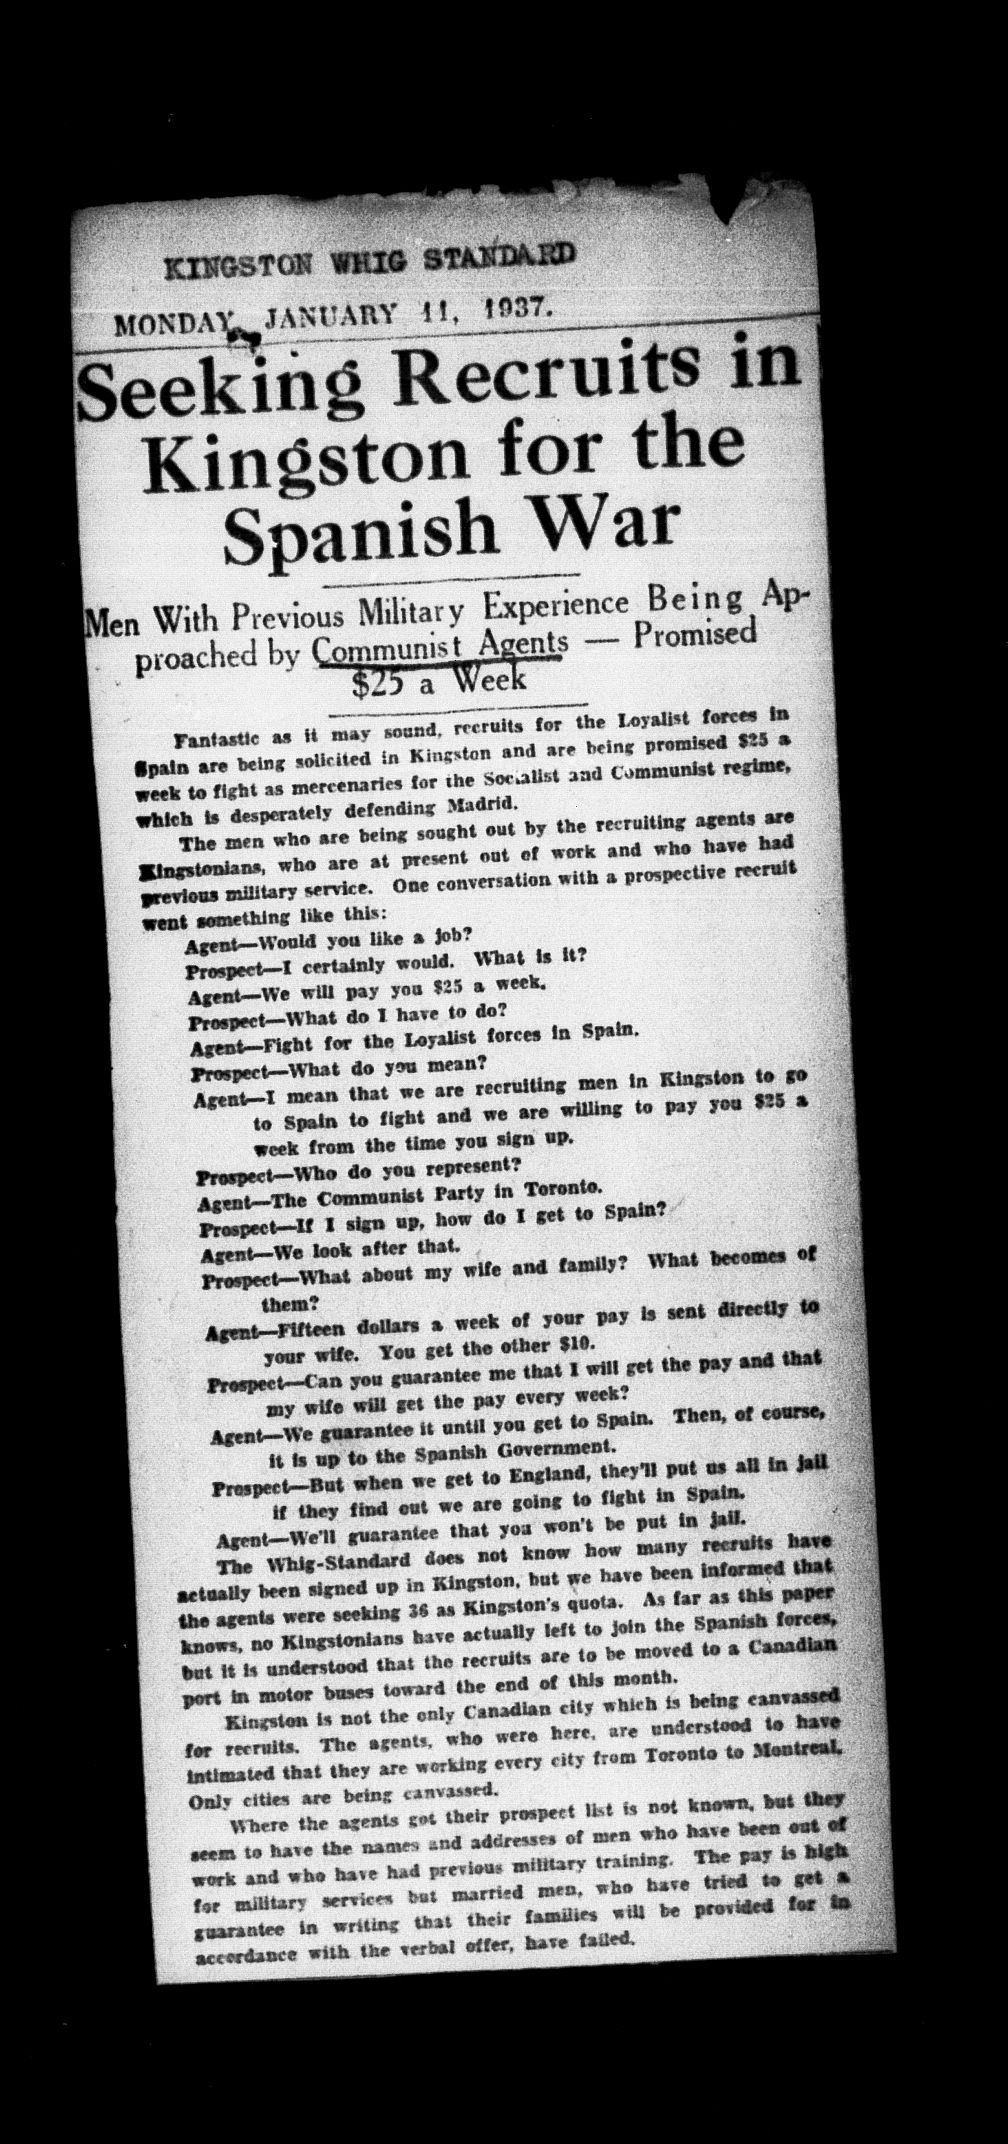 KINGSTON WHIG STANDARD
MONDAY, JANUARY 11, 1937.
Seeking Recruits in
Kingston for the
Spanish War
Men With Previous Military Experience Being Ap-
proached by Communist Agents — Promised
$25 a Week
Fantastic as it may sound, recruits for the Loyalist forces in
Spain are being solicited in Kingston and are being promised $25 a
week to fight as mercenaries for the Socialist and Communist regime,
which is desperately defending Madrid.
The men who are being sought out by the recruiting agents are
Kingstonians, who are at present out of work and who have had
previous military service. One conversation with a prospective recruit
went something like this:
Agent—Would you like a job?
Prospect—I certainly would. What is it?
Agent—We will pay you $25 a week.
Prospect—What do I have to do?
Agent—Fight for the Loyalist forces in Spain.
Prospect—What do you mean?
Agent—I mean that we are recruiting men in Kingston to go
to Spain to fight and we are willing to pay you $25 a
week from the time you sign up.
Prospect—Who do you represent?
Agent—The Communist Party in Toronto.
Prospect—If I sign up, how do I get to Spain?
Agent—We look after that.
Prospect—What about my wife and family? What becomes of
them?
Agent—Fifteen dollars a week of your pay is sent directly to
your wife. You get the other $10.
Prospect—Can you guarantee me that I will get the pay and that
my wife will get the pay every week?
Agent—We guarantee it until you get to Spain. Then, of course,
it is up to the Spanish Government.
Prospect—But when we get to England, they'll put us all in jail
if they find out we are going to fight in Spain.
Agent—We'll guarantee that you won't be put in jail.
The Whig-Standard does not know how many recruits have
actually been signed up in Kingston, but we have been informed that
the agents were seeking 36 as Kingston's quota. As far as this paper
knows, no Kingstonians have actually left to join the Spanish forces,
but it is understood that the recruits are to be moved to a Canadian
port in motor buses toward the end of this month.
Kingston is not the only Canadian city which is being canvassed
for recruits. The agents, who were here, are understood to have
intimated that they are working every city from Toronto to Montreal.
Only cities are being canvassed.
Where the agents got their prospect list is not known, but they
seem to have the names and addresses of men who have been out of
work and who have had previous military training. The pay is high
for military services but married men, who have tried to get a
guarantee in writing that their families will be provided for in
accordance with the verbal offer, have failed.